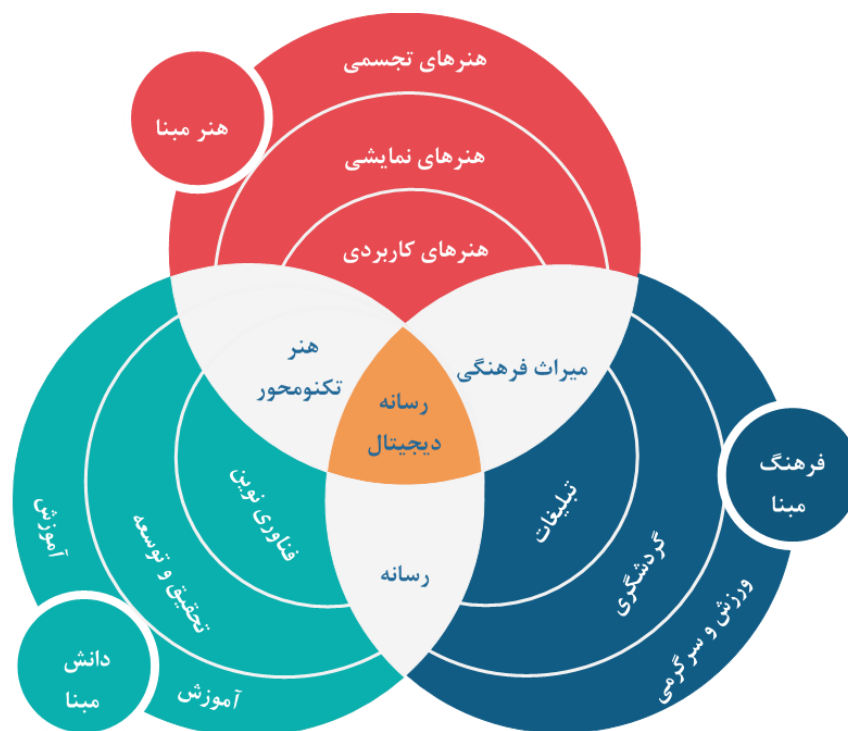 هنرهای تجسمی
هنر مبنا
هنرهای نمایشی
هنرهای کاربردی
هنر
تکنومحور
میراث فرهنگی
رسانه
دیجیتال
فرهنگ
مبنا
تبلیغات
گردشگری
ورزش و سرگرمی
رسانه
فناوری نوین
تحقیق و توسعه
آموزش
دانش
مبنا
آموزش